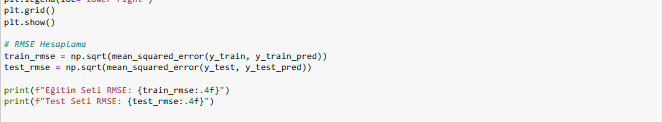 plt.legend(loc="lower right")
plt.grid()
plt.show()
# RMSE Hesaplama
train_rmse = np.sqrt(mean_squared_error(y_train, y_train_pred))
test_rmse = np.sqrt(mean_squared_error(y_test, y_test_pred))
print(f"Eğitim Seti RMSE: {train_rmse:.4f}")
print(f"Test Seti RMSE: {test_rmse:.4f}")